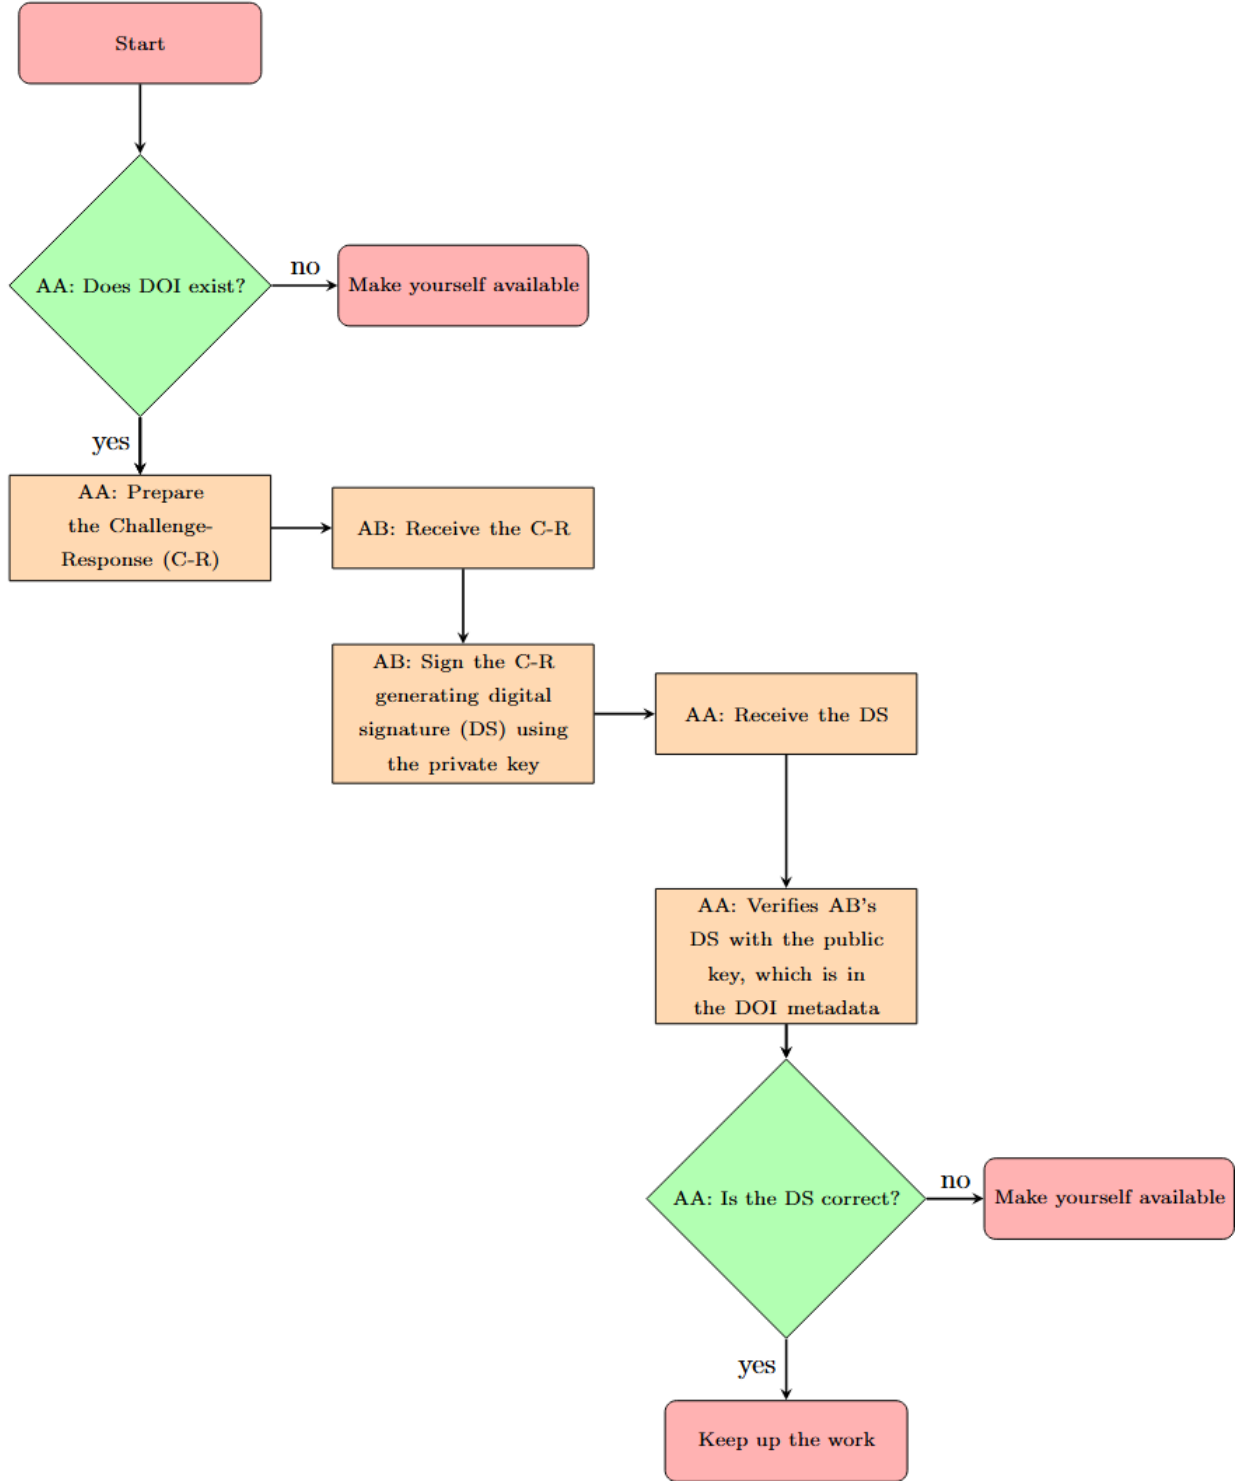 Start
AA: Does DOI exist?
no
Make yourself available
yes
AA: Prepare
the Challenge-
Response (C-R)
AB: Receive the C-R
AB: Sign the C-R
generating digital
signature (DS) using
the private key
AA: Receive the DS
AA: Verifies AB's
DS with the public
key, which is in
the DOI metadata
AA: Is the DS correct?
no
Make yourself available
yes
Keep up the work